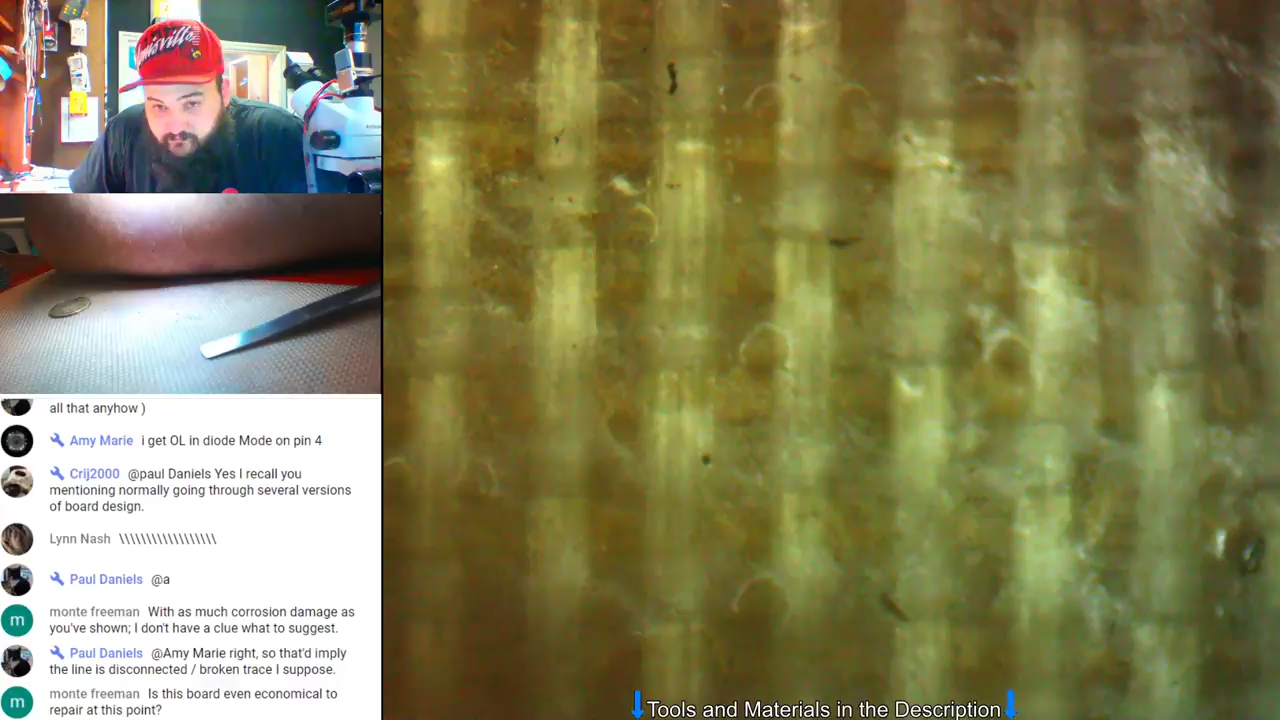 Louisville
all that anyhow )
Amy Marie i get OL in diode Mode on pin 4
Crij2000 @paul Daniels Yes I recall you
mentioning normally going through several versions
of board design.
Lynn Nash \\\\\\\\\\\\\\\\\\
Paul Daniels @a
m
monte freeman With as much corrosion damage as
you've shown; I don't have a clue what to suggest.
Paul Daniels @Amy Marie right, so that'd imply
the line is disconnected / broken trace I suppose.
m
monte freeman Is this board even economical to
repair at this point?
Tools and Materials in the Description